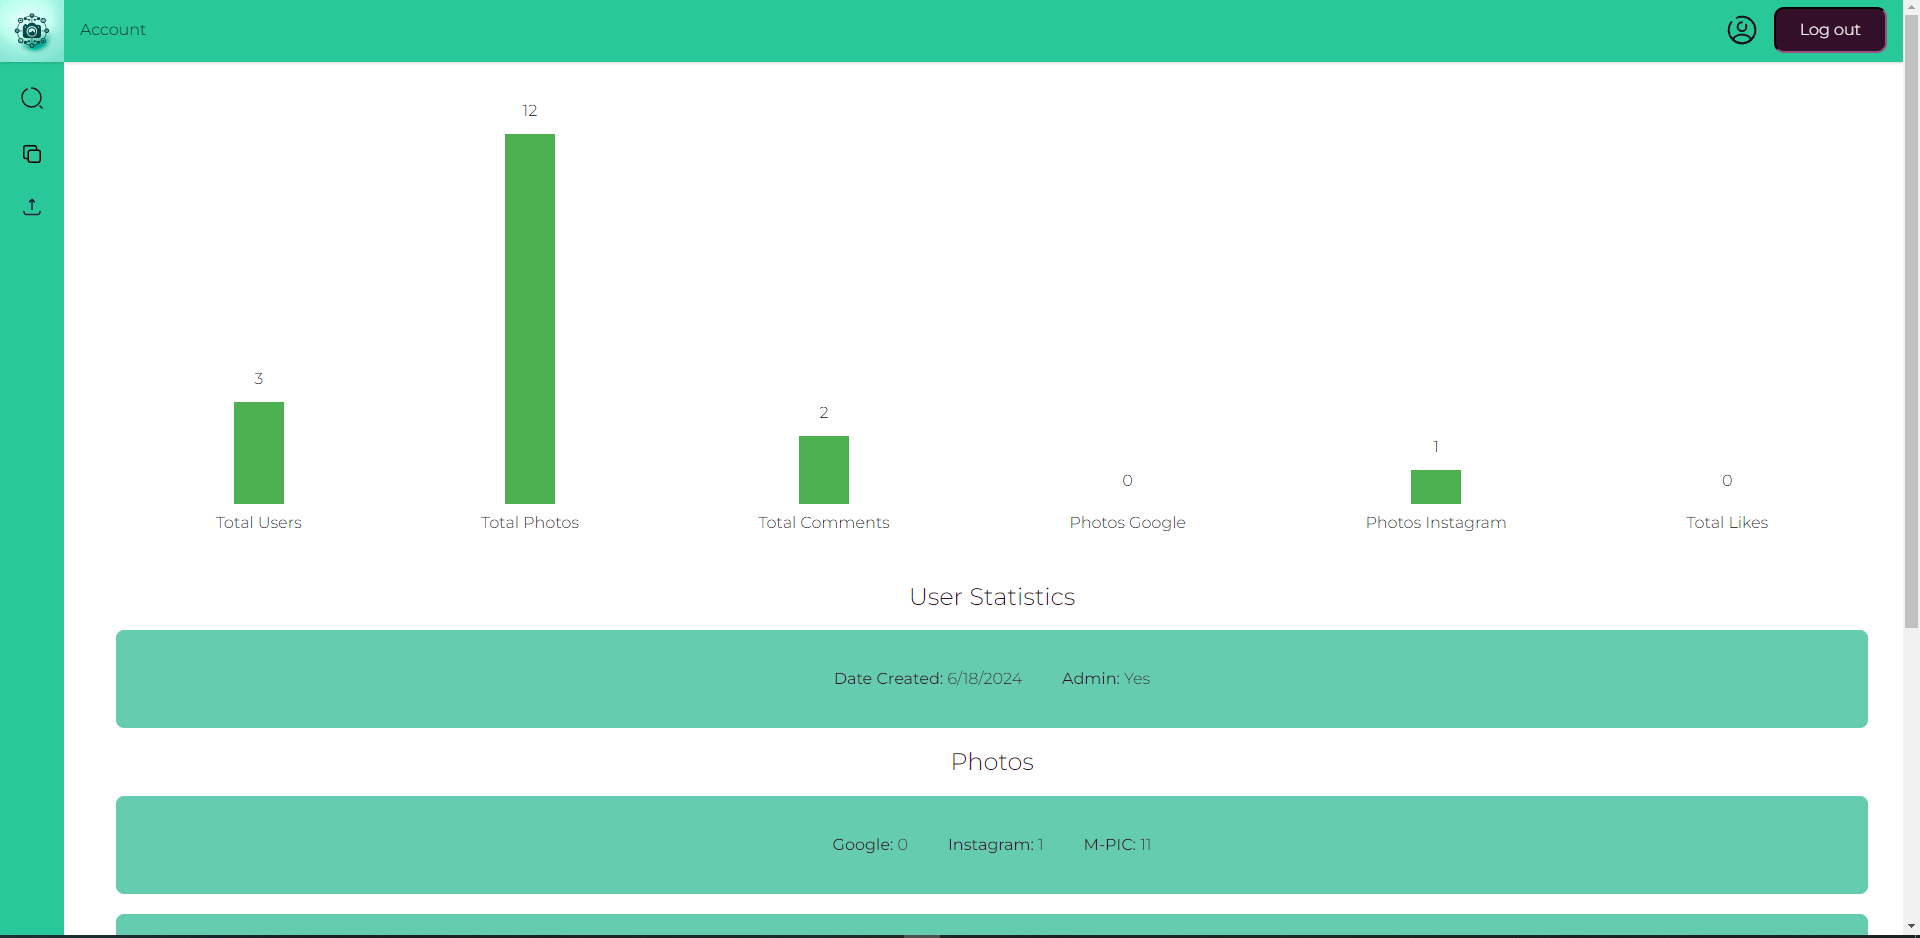 Account
Log out
12
3
2
1
0
0
Total Users
Total Photos
Total Comments
Photos Google
Photos Instagram
Total Likes
User Statistics
Date Created: 6/18/2024 Admin: Yes
Photos
Google: 0 Instagram: 1 M-PIC: 11